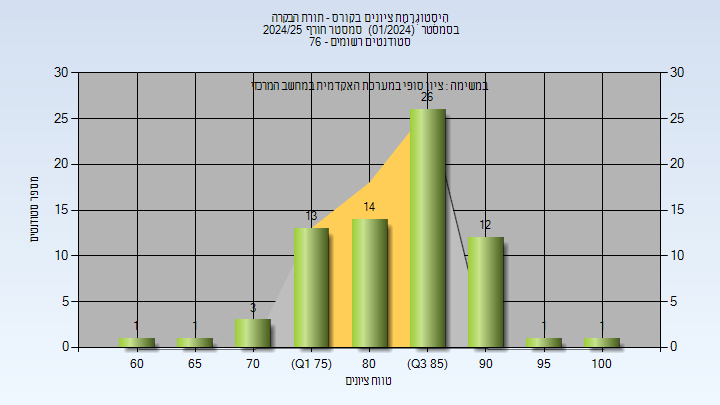 היסטוגרמת ציונים בקורס - תורת הבקרה
בסמסטר (01/2024) סמסטר חורף 2024/25
סטודנטים רשומים - 76
במשימה : ציון סופי במערכת האקדמית במחשב המרכזי
מספר סטודנטים
30 30
25 25
20 20
15 15
10 10
5 5
0 0
1 1 3 13 14 26 12 1 1
60 65 70 (Q1 75) 80 (Q3 85) 90 95 100
טווח ציונים